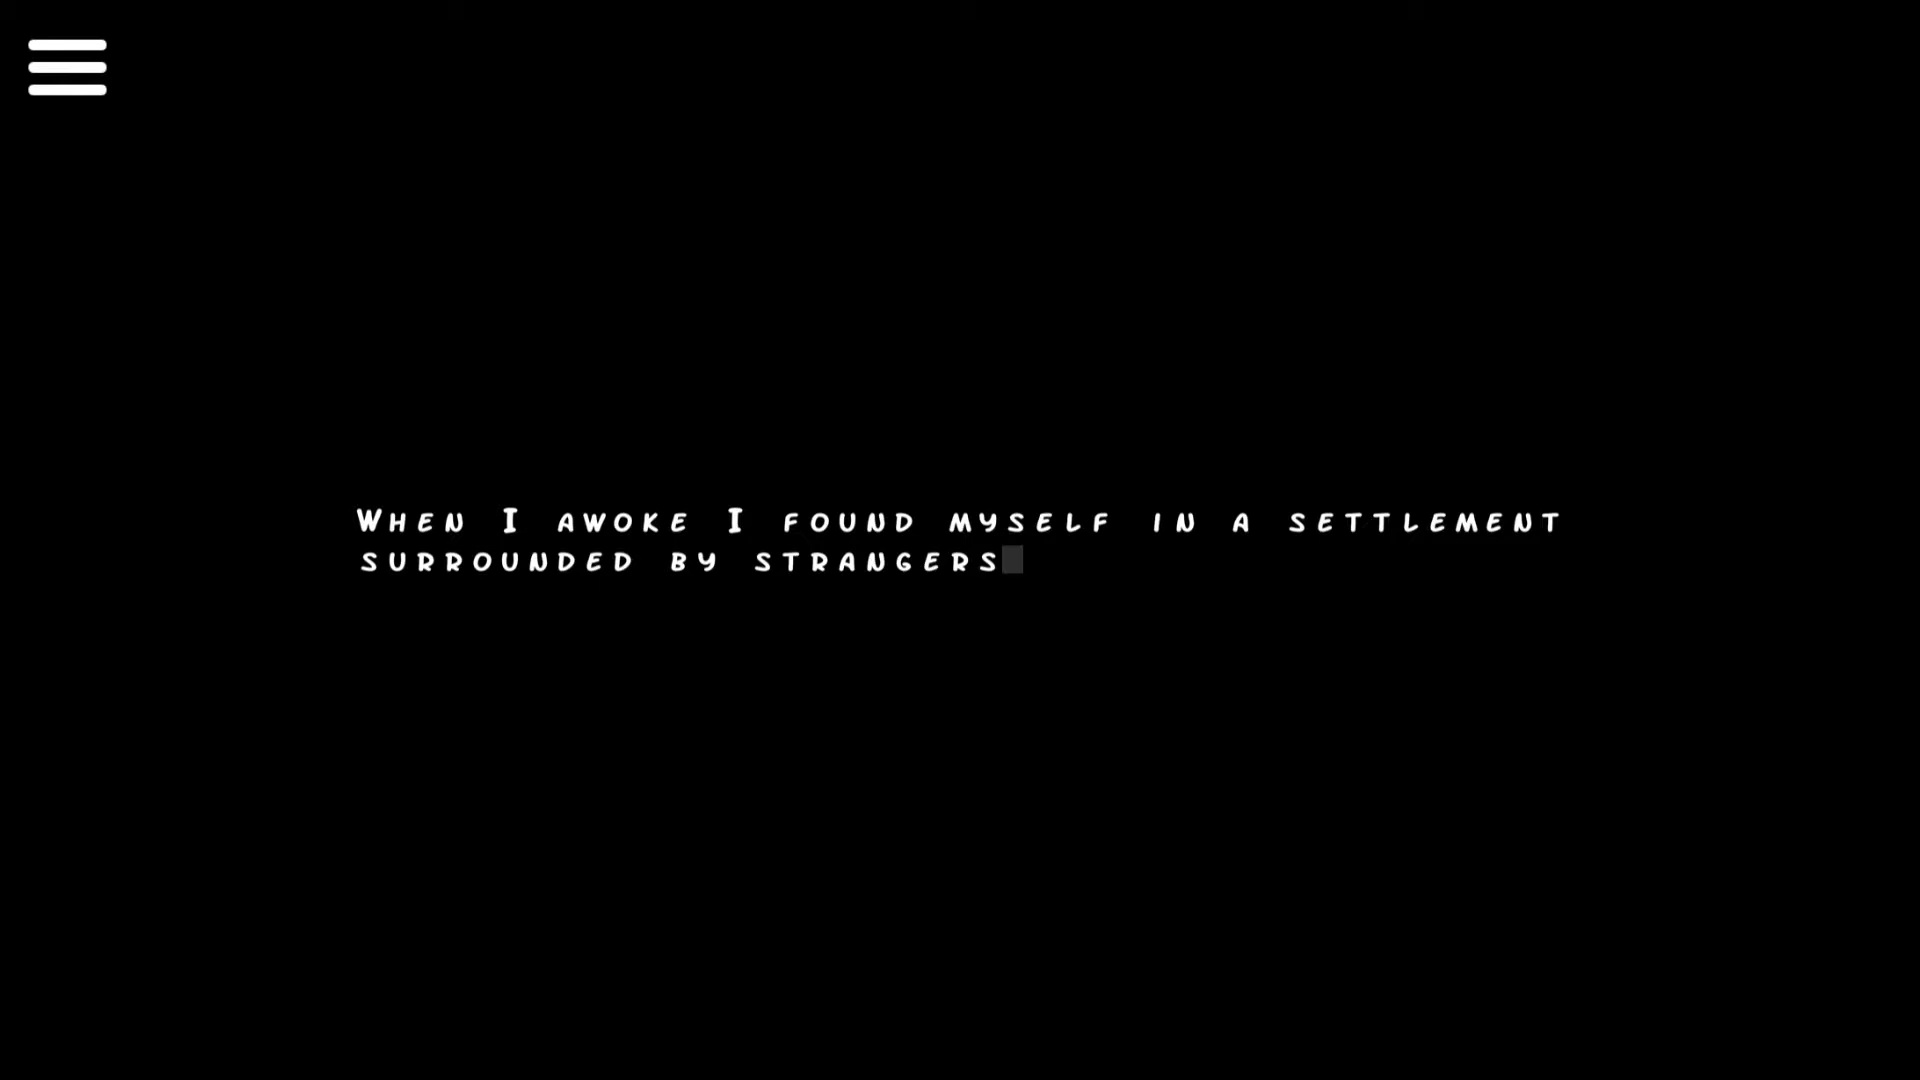 When I awoke I found myself in a settlement
surrounded by strangers